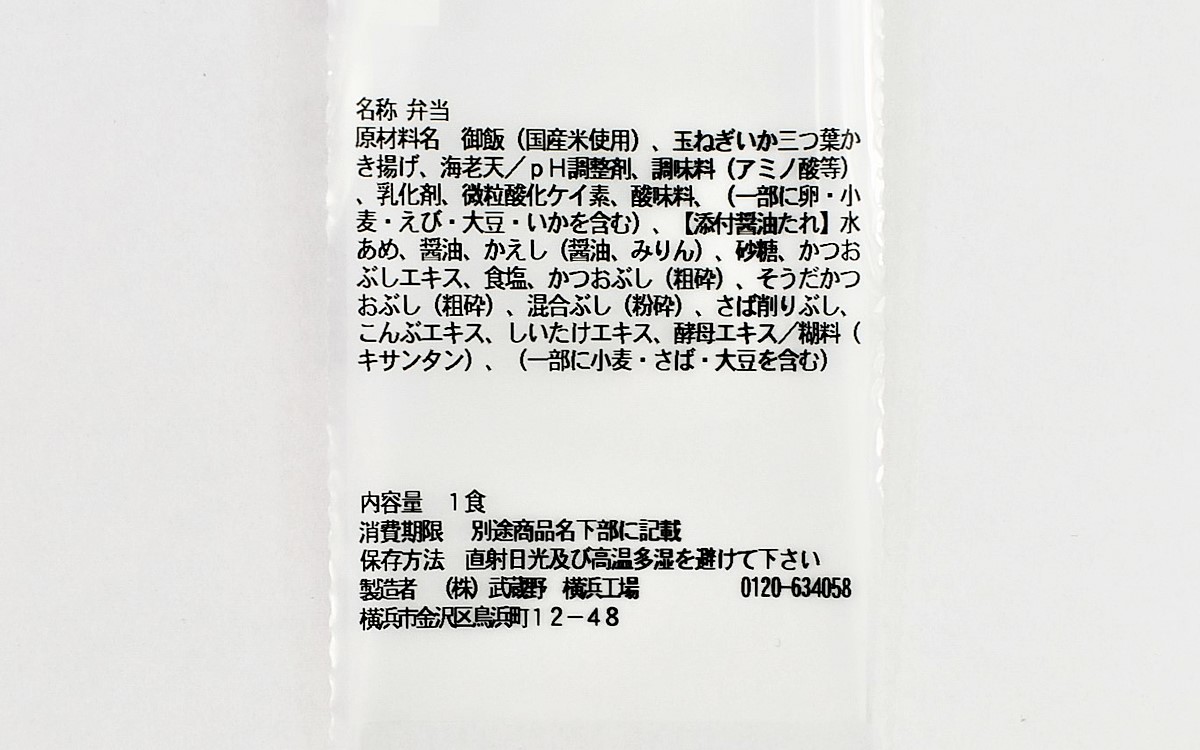 名称 弁当
原材料名　御飯（国産米使用）、玉ねぎいか三つ葉か
き揚げ、海老天／ｐＨ調整剤、調味料（アミノ酸等）
、乳化剤、微粒酸化ケイ素、酸味料、（一部に卵・小
麦・えび・大豆・いかを含む）、【添付醤油たれ】水
あめ、醤油、かえし（醤油、みりん）、砂糖、かつお
ぶしエキス、食塩、かつおぶし（粗砕）、そうだかつ
おぶし（粗砕）、混合ぶし（粉砕）、さば削りぶし、
こんぶエキス、しいたけエキス、酵母エキス／糊料（
キサンタン）、（一部に小麦・さば・大豆を含む）
内容量　１食
消費期限　別途商品名下部に記載
保存方法　直射日光及び高温多湿を避けて下さい
製造者　（株）武蔵野　横浜工場　0120-634058
横浜市金沢区鳥浜町１２－４８